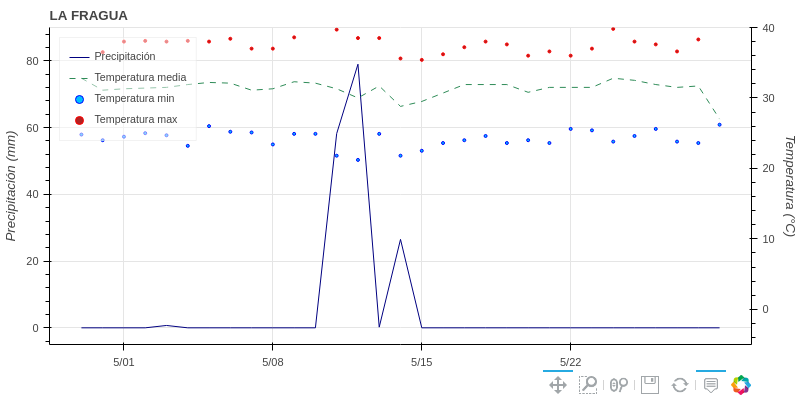 LA FRAGUA
Precipitación
Temperatura media
Temperatura min
Temperatura max
Precipitación (mm)
80
60
40
20
0
Temperatura (°C)
40
30
20
10
0
5/01
5/08
5/15
5/22